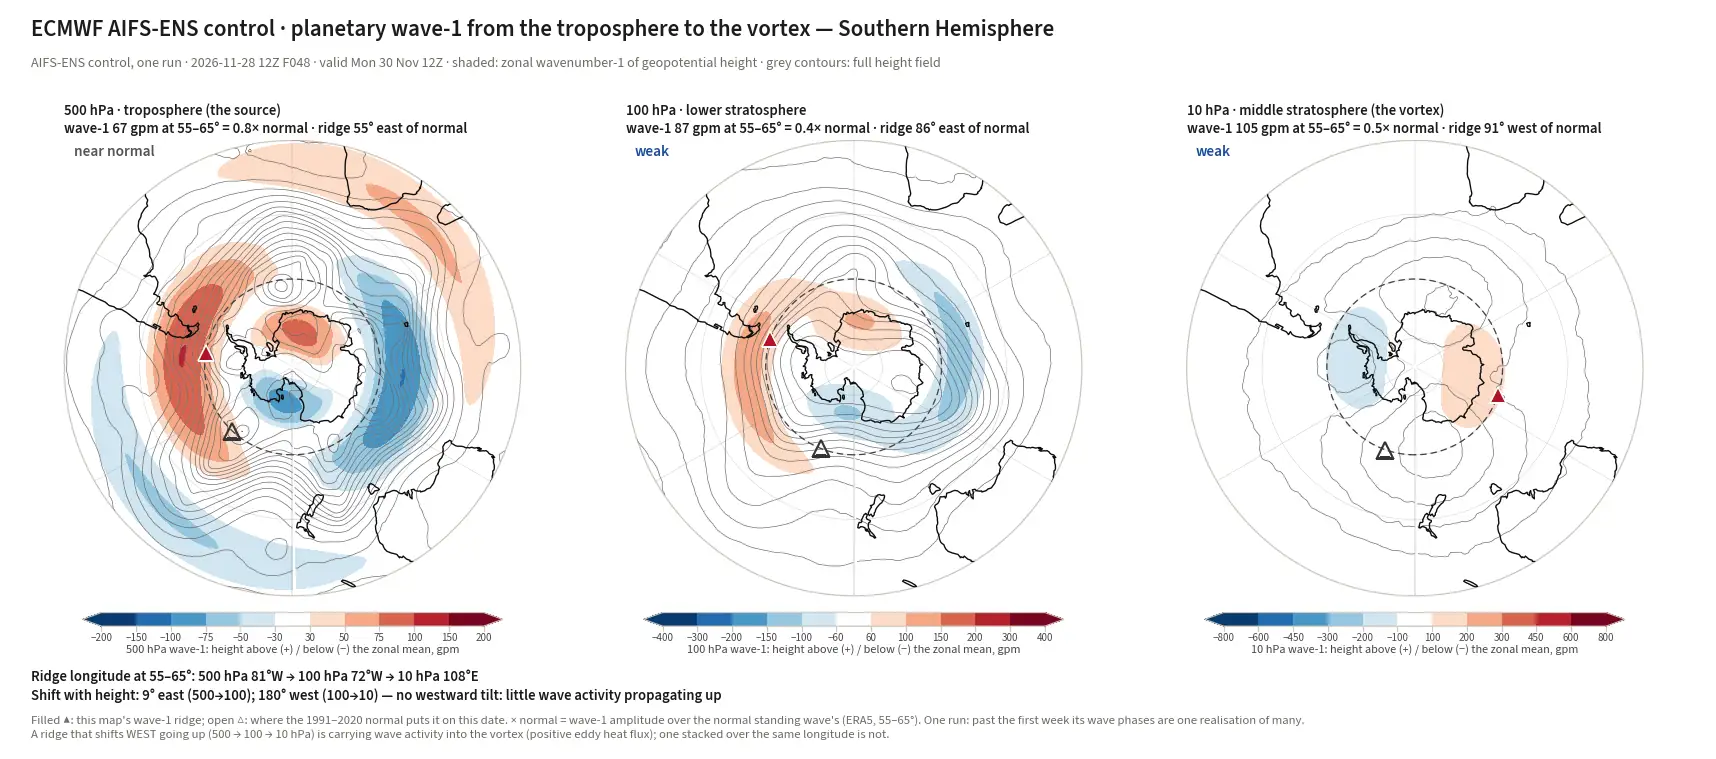 ECMWF AIFS-ENS control · planetary wave-1 from the troposphere to the vortex — Southern Hemisphere
AIFS-ENS control, one run · 2026-11-28 12Z F048 · valid Mon 30 Nov 12Z · shaded: zonal wavenumber-1 of geopotential height · grey contours: full height field
500 hPa · troposphere (the source)
wave-1 67 gpm at 55–65° = 0.8× normal · ridge 55° east of normal
near normal
100 hPa · lower stratosphere
wave-1 87 gpm at 55–65° = 0.4× normal · ridge 86° east of normal
weak
10 hPa · middle stratosphere (the vortex)
wave-1 105 gpm at 55–65° = 0.5× normal · ridge 91° west of normal
weak
−200 −150 −100 −75 −50 −30 30 50 75 100 150 200
500 hPa wave-1: height above (+) / below (−) the zonal mean, gpm
−400 −300 −200 −150 −100 −60 60 100 150 200 300 400
100 hPa wave-1: height above (+) / below (−) the zonal mean, gpm
−800 −600 −450 −300 −200 −100 100 200 300 450 600 800
10 hPa wave-1: height above (+) / below (−) the zonal mean, gpm
Ridge longitude at 55–65°: 500 hPa 81°W → 100 hPa 72°W → 10 hPa 108°E
Shift with height: 9° east (500→100); 180° west (100→10) — no westward tilt: little wave activity propagating up
Filled ▲: this map's wave-1 ridge; open △: where the 1991–2020 normal puts it on this date. × normal = wave-1 amplitude over the normal standing wave's (ERA5, 55–65°). One run: past the first week its wave phases are one realisation of many.
A ridge that shifts WEST going up (500 → 100 → 10 hPa) is carrying wave activity into the vortex (positive eddy heat flux); one stacked over the same longitude is not.